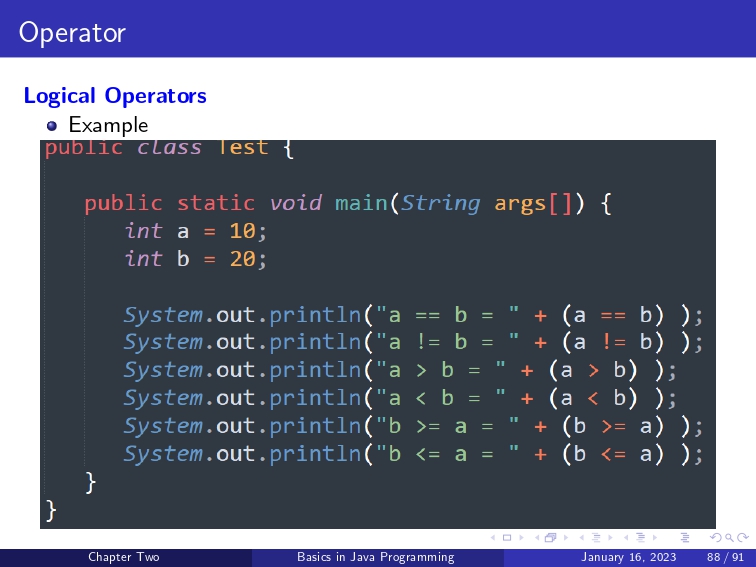 Operator
Logical Operators
Example
public class Test {
public static void main(String args[]) {
int a = 10;
int b = 20;
System.out.println("a == b = " + (a == b) );
System.out.println("a != b = " + (a != b) );
System.out.println("a > b = " + (a > b) );
System.out.println("a < b = " + (a < b) );
System.out.println("b >= a = " + (b >= a) );
System.out.println("b <= a = " + (b <= a) );
}
}
Chapter Two Basics in Java Programming January 16, 2023 88 / 91